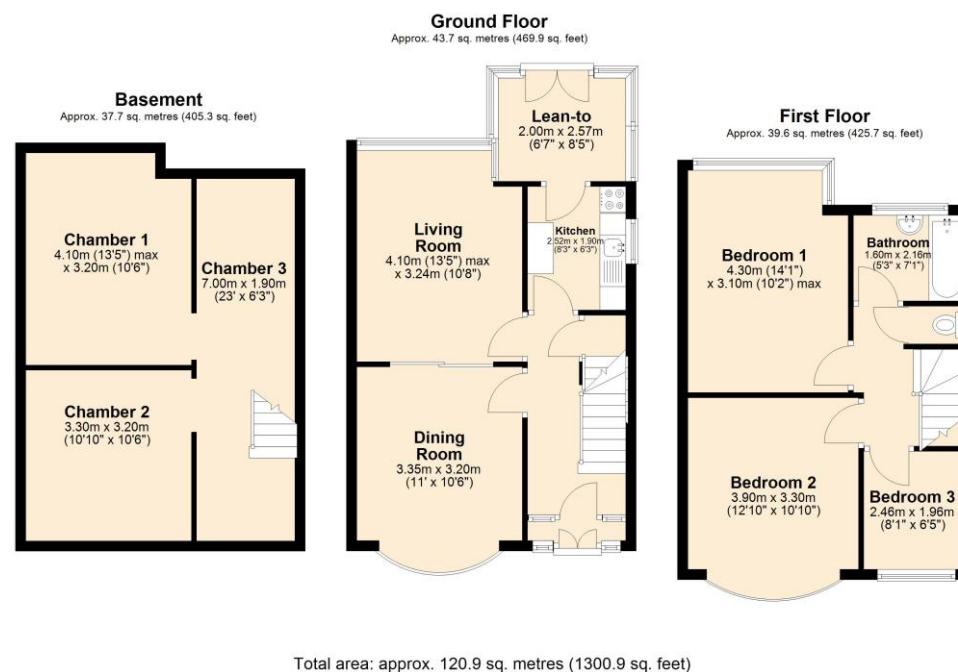 Basement
Approx. 37.7 sq. metres (405.3 sq. feet)
Chamber 1
4.10m (13'5") max
x 3.20m (10'6")
Chamber 3
7.00m x 1.90m
(23' x 6'3")
Chamber 2
3.30m x 3.20m
(10'10" x 10'6")
Ground Floor
Approx. 43.7 sq. metres (469.9 sq. feet)
Lean-to
2.00m x 2.57m
(6'7" x 8'5")
Living
Room
4.10m (13'5") max
x 3.24m (10'8")
Kitchen
2.52m x 1.90m
(8'3" x 6'3")
Dining
Room
3.35m x 3.20m
(11' x 10'6")
First Floor
Approx. 39.6 sq. metres (425.7 sq. feet)
Bedroom 1
4.30m (14'1")
x 3.10m (10'2") max
Bathroom
1.60m x 2.16m
(5'3" x 7'1")
Bedroom 2
3.90m x 3.30m
(12'10" x 10'10")
Bedroom 3
2.46m x 1.96m
(8'1" x 6'5")
Total area: approx. 120.9 sq. metres (1300.9 sq. feet)